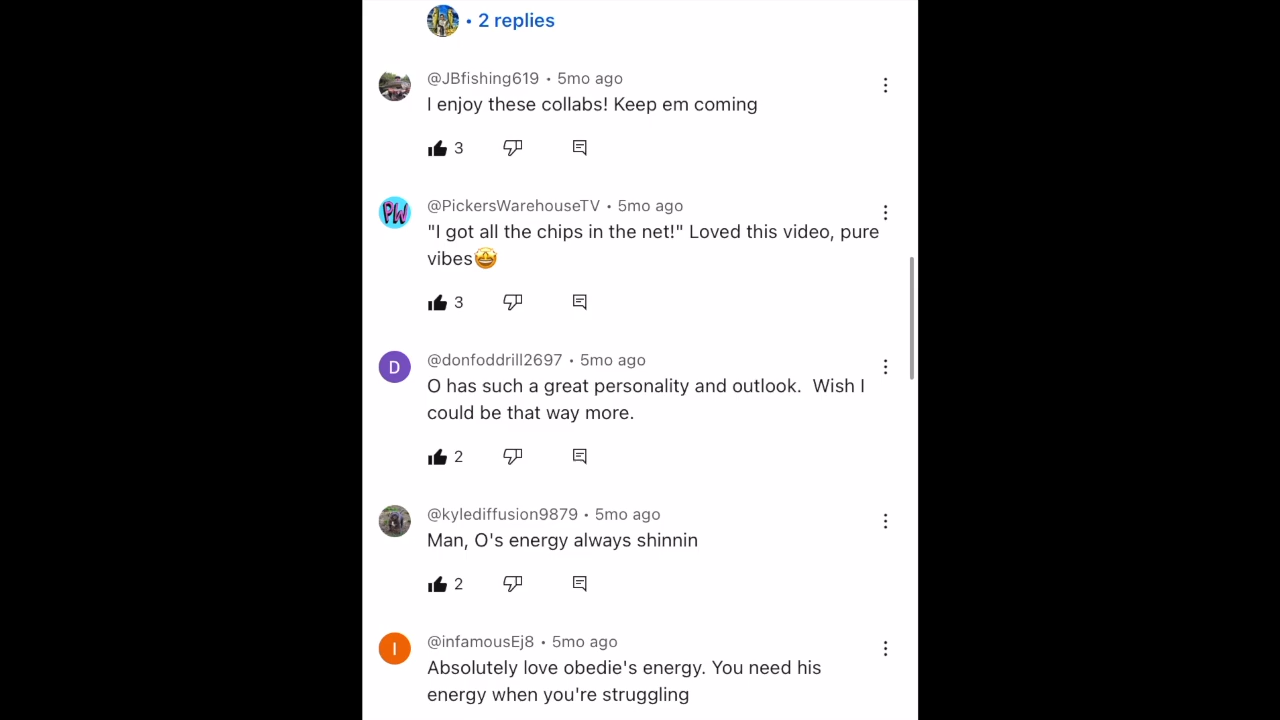 • 2 replies
@JBfishing619 • 5mo ago
I enjoy these collabs! Keep em coming
3
PW
@PickersWarehouseTV • 5mo ago
"I got all the chips in the net!" Loved this video, pure
vibes🤩
3
D
@donfoddrill2697 • 5mo ago
O has such a great personality and outlook.  Wish I
could be that way more.
2
@kylediffusion9879 • 5mo ago
Man, O's energy always shinnin
2
I
@infamousEj8 • 5mo ago
Absolutely love obedie's energy. You need his
energy when you're struggling